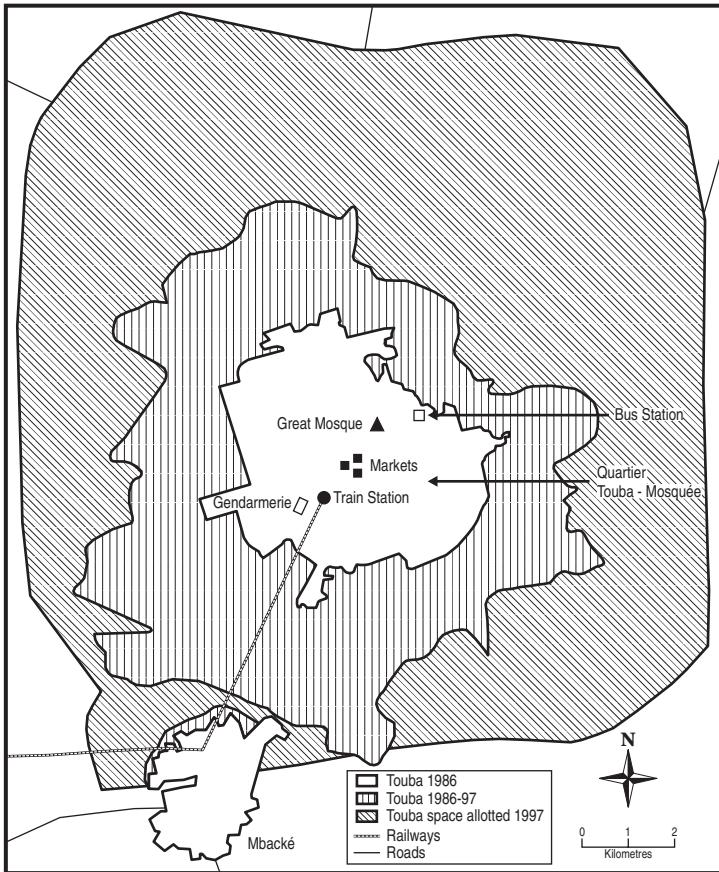 Great Mosque
Bus Station
Markets
Quartier
Touba - Mosquée
Gendarmerie
Train Station
Mbacké
Touba 1986
Touba 1986-97
Touba space allotted 1997
Railways
Roads
N
0 1 2
Kilometres